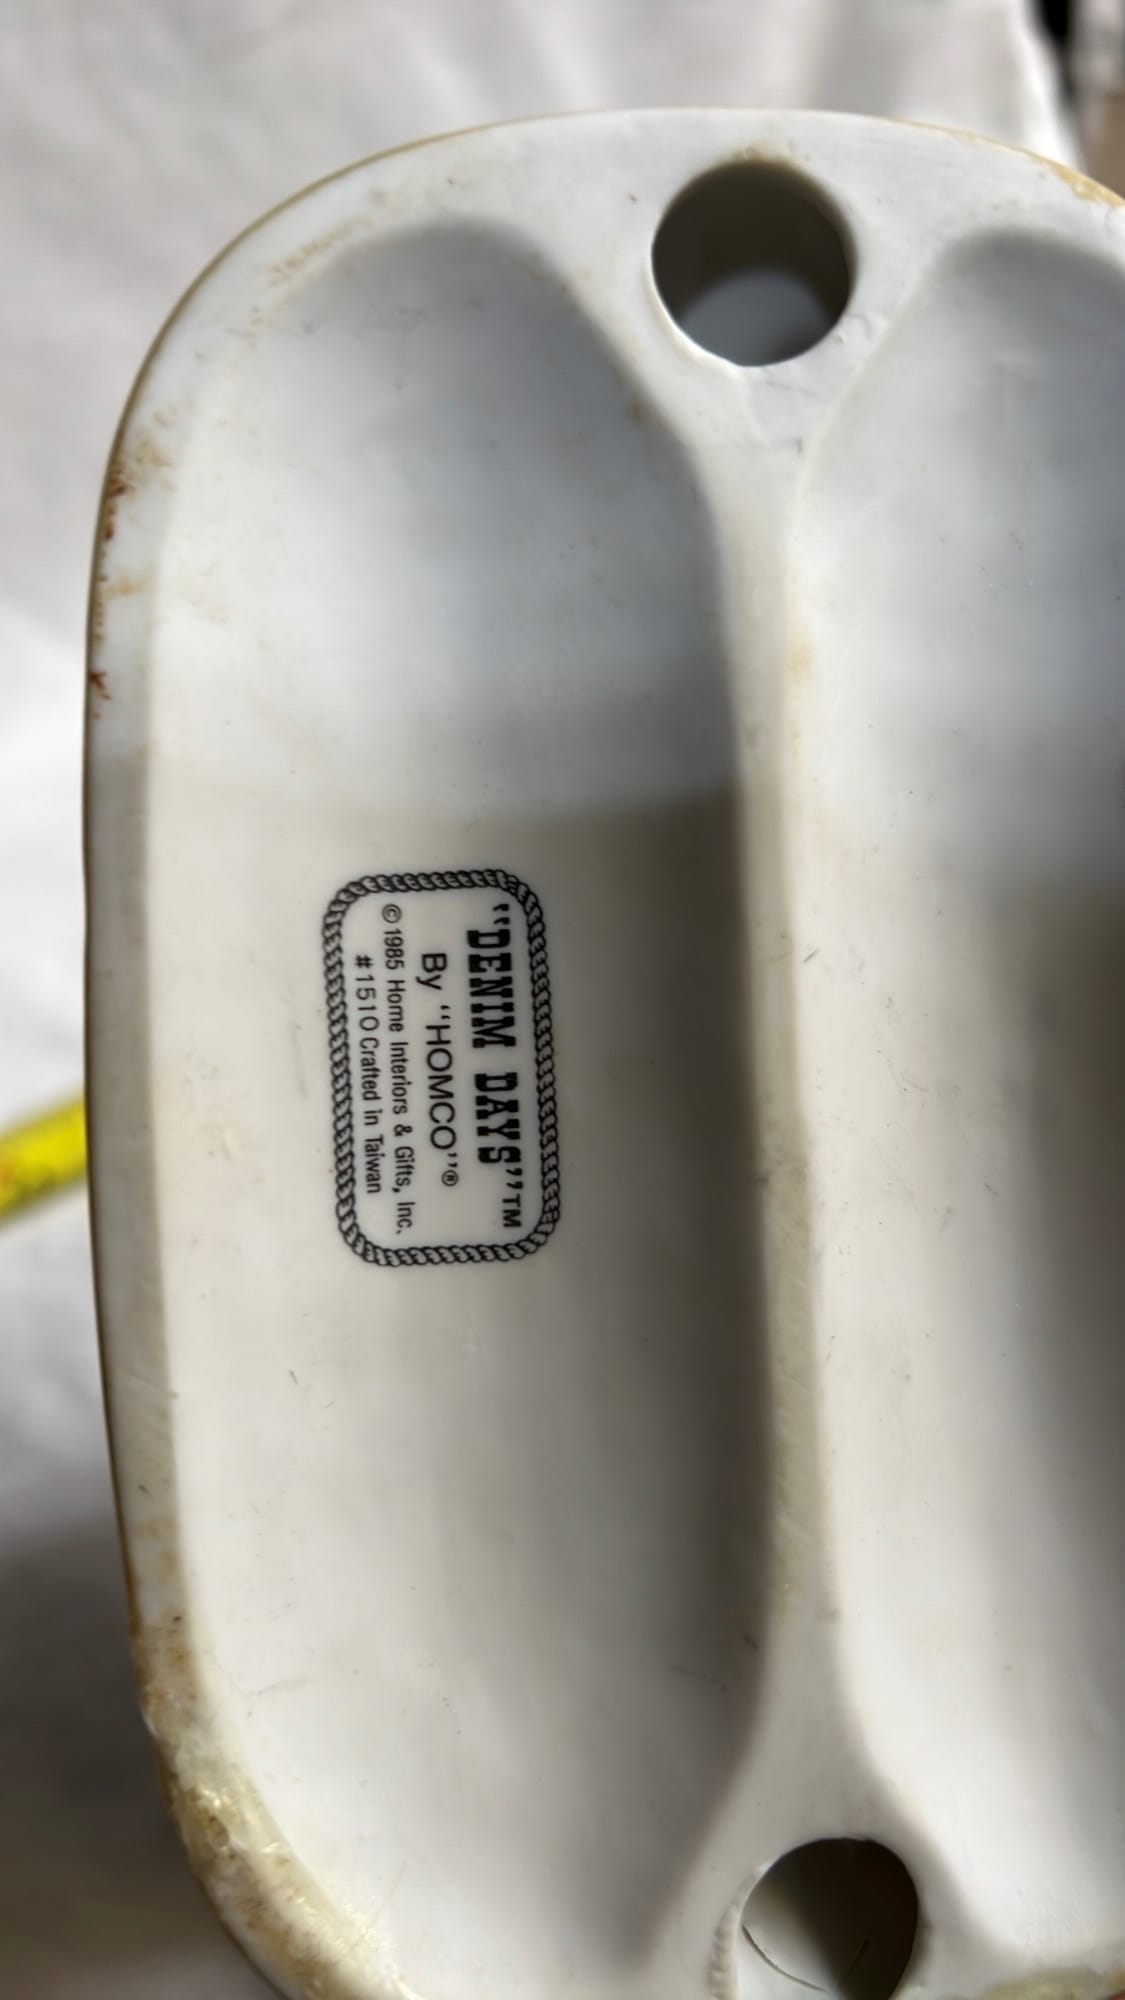 "DENIM DAYS"™
By "HOMCO"®
©1985 Home Interiors & Gifts, Inc.
#1510 Crafted in Taiwan